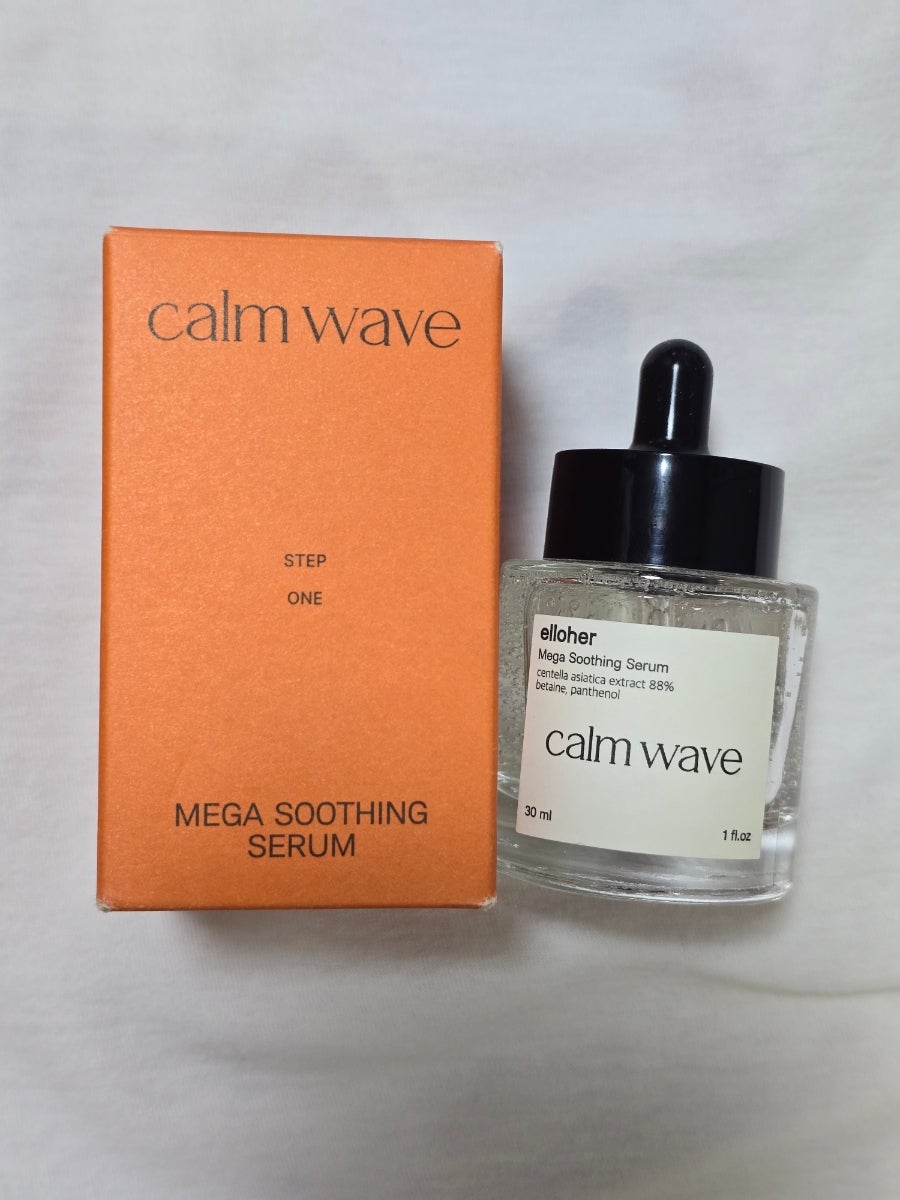 calm wave
STEP
ONE
MEGA SOOTHING
SERUM
elloher
Mega Soothing Serum
centella asiatica extract 88%
betaine, panthenol
calm wave
30 ml
1 fl.oz